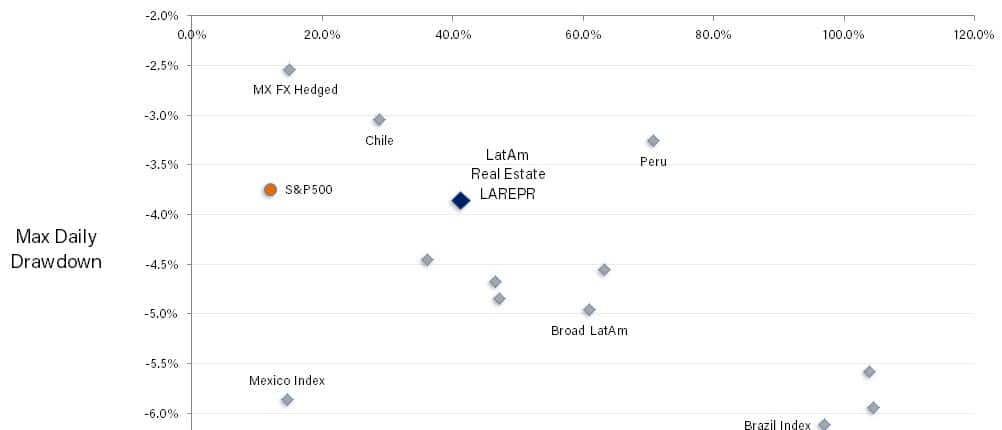 -2.0%
0.0%
20.0%
40.0%
60.0%
80.0%
100.0%
120.0%
-2.5%
MX FX Hedged
-3.0%
Chile
LatAm
Real Estate
LAREPR
-3.5%
Peru
S&P500
-4.0%
Max Daily
Drawdown
-4.5%
-5.0%
Broad LatAm
-5.5%
Mexico Index
-6.0%
Brazil Index